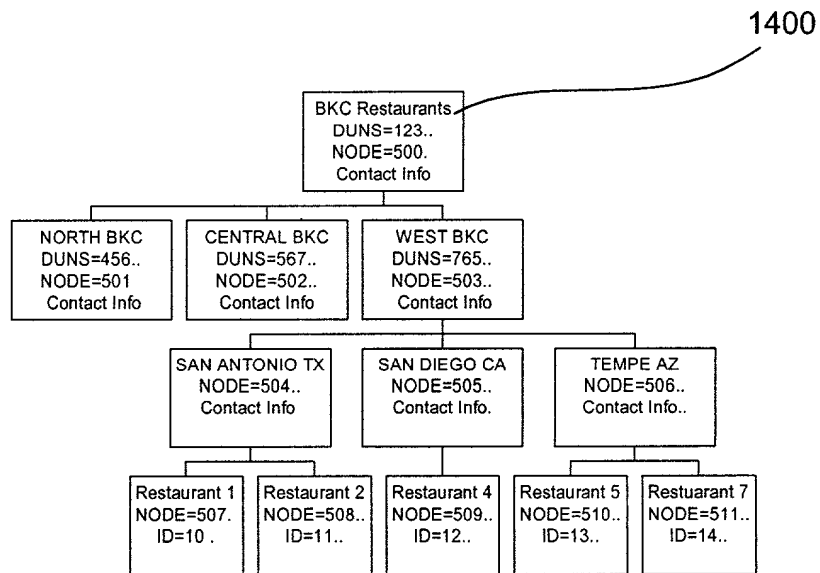 1400
BKC Restaurants
DUNS=123..
NODE=500.
Contact Info
NORTH BKC
DUNS=456..
NODE=501
Contact Info
CENTRAL BKC
DUNS=567..
NODE=502..
Contact Info
WEST BKC
DUNS=765..
NODE=503..
Contact Info
SAN ANTONIO TX
NODE=504..
Contact Info
SAN DIEGO CA
NODE=505..
Contact Info.
TEMPE AZ
NODE=506..
Contact Info..
Restaurant 1
NODE=507.
ID=10 .
Restaurant 2
NODE=508..
ID=11..
Restaurant 4
NODE=509..
ID=12..
Restaurant 5
NODE=510..
ID=13..
Restuarant 7
NODE=511..
ID=14..